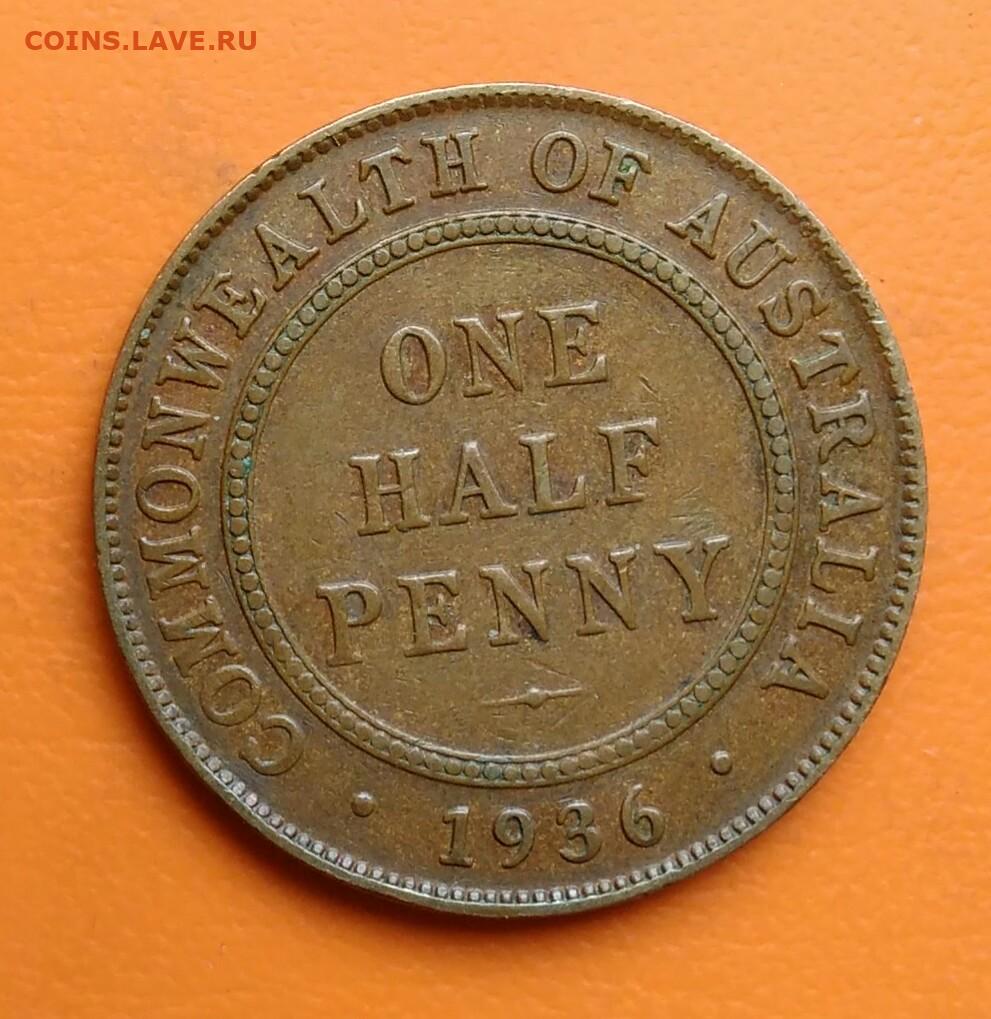 COINS.LAVE.RU
COMMONWEALTH OF AUSTRALIA
ONE
HALF
PENNY
· 1936 ·